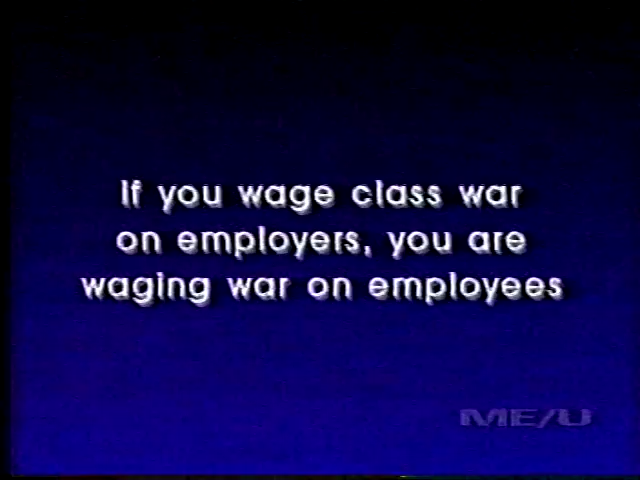 If you wage class war
on employers, you are
waging war on employees
ME/U